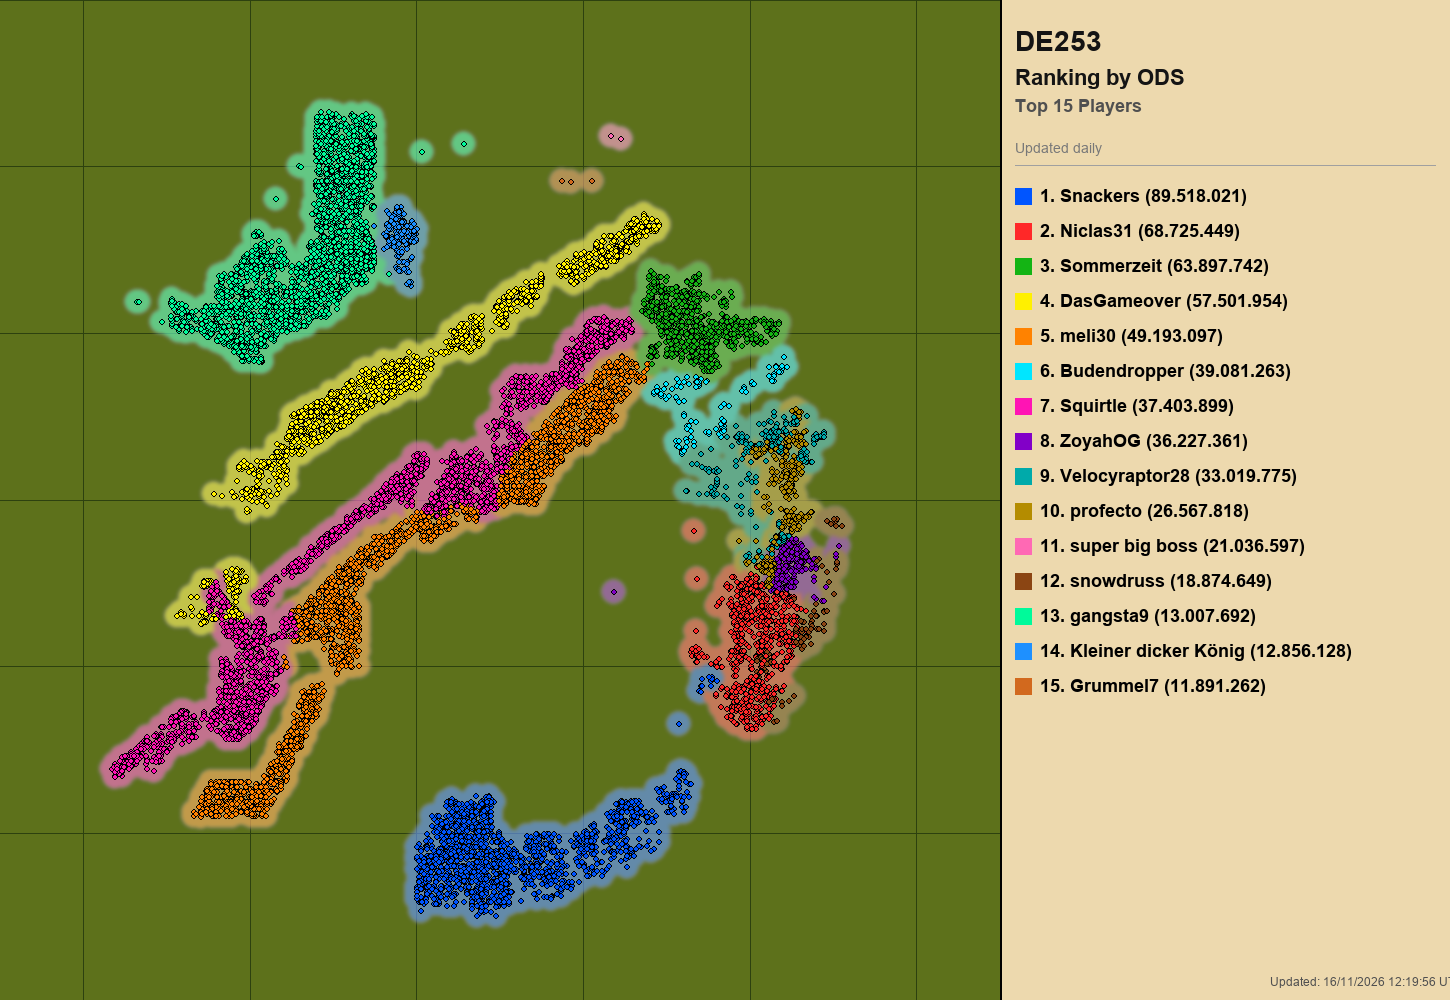 DE253
Ranking by ODS
Top 15 Players
Updated daily
1. Snackers (89.518.021)
2. Niclas31 (68.725.449)
3. Sommerzeit (63.897.742)
4. DasGameover (57.501.954)
5. meli30 (49.193.097)
6. Budendropper (39.081.263)
7. Squirtle (37.403.899)
8. ZoyahOG (36.227.361)
9. Velocyraptor28 (33.019.775)
10. profecto (26.567.818)
11. super big boss (21.036.597)
12. snowdruss (18.874.649)
13. gangsta9 (13.007.692)
14. Kleiner dicker König (12.856.128)
15. Grummel7 (11.891.262)
Updated: 16/11/2026 12:19:56 U